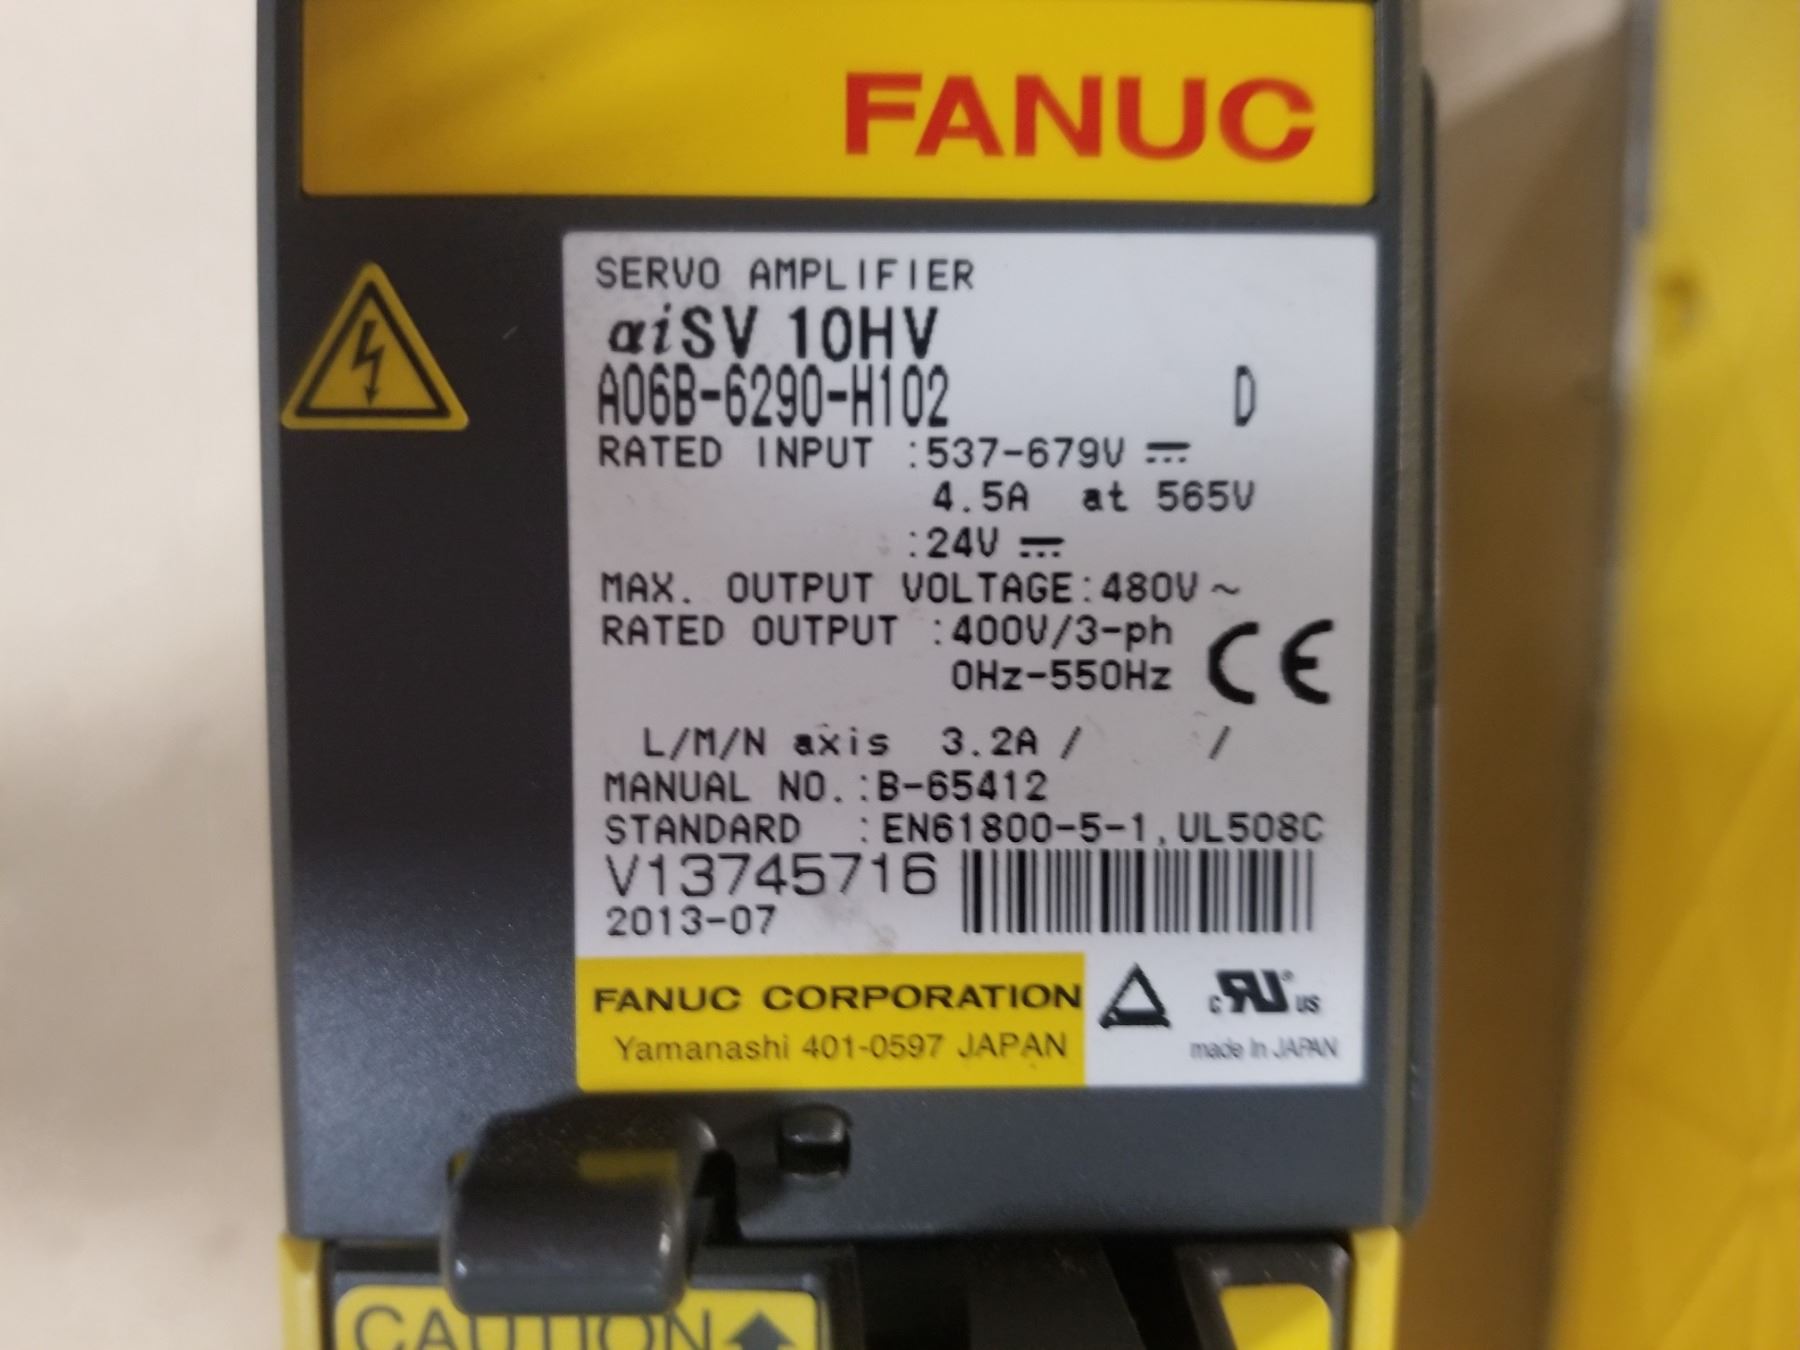 FANUC
SERVO AMPLIFIER
αiSV 10HV
A06B-6290-H102 D
RATED INPUT :537-679V ⎓
4.5A at 565V
:24V ⎓
MAX. OUTPUT VOLTAGE:480V~
RATED OUTPUT :400V/3-ph
0Hz-550Hz
CE
L/M/N axis 3.2A / /
MANUAL NO.:B-65412
STANDARD :EN61800-5-1,UL508C
V13745716
2013-07
FANUC CORPORATION
Yamanashi 401-0597 JAPAN
c RU ® US
made in JAPAN
CAUTION